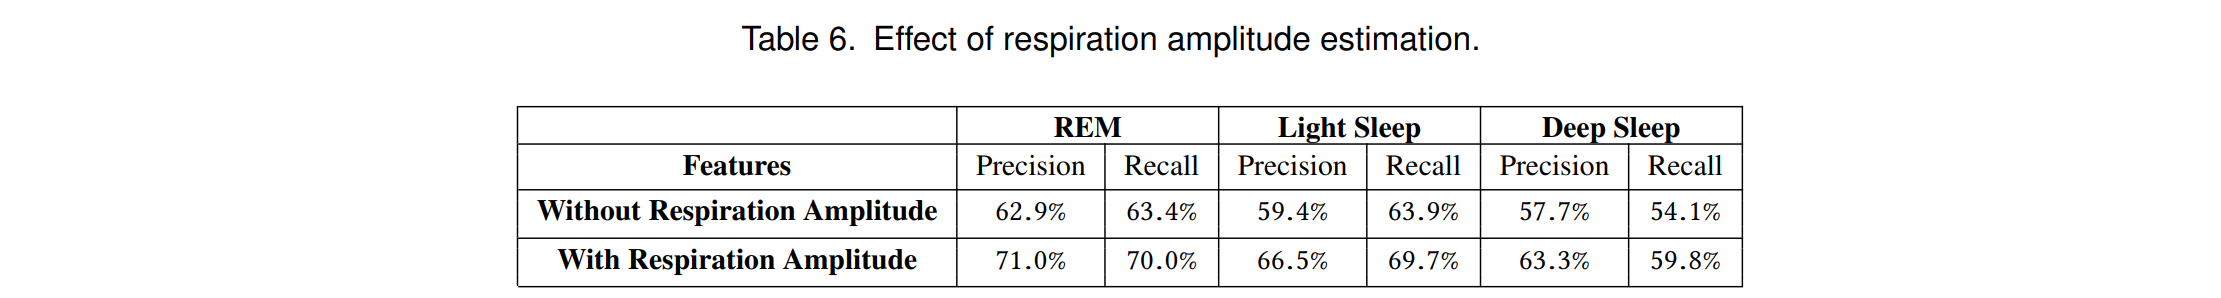 Table 6. Effect of respiration amplitude estimation.
REM Light Sleep Deep Sleep
Features Precision Recall Precision Recall Precision Recall
Without Respiration Amplitude 62.9% 63.4% 59.4% 63.9% 57.7% 54.1%
With Respiration Amplitude 71.0% 70.0% 66.5% 69.7% 63.3% 59.8%